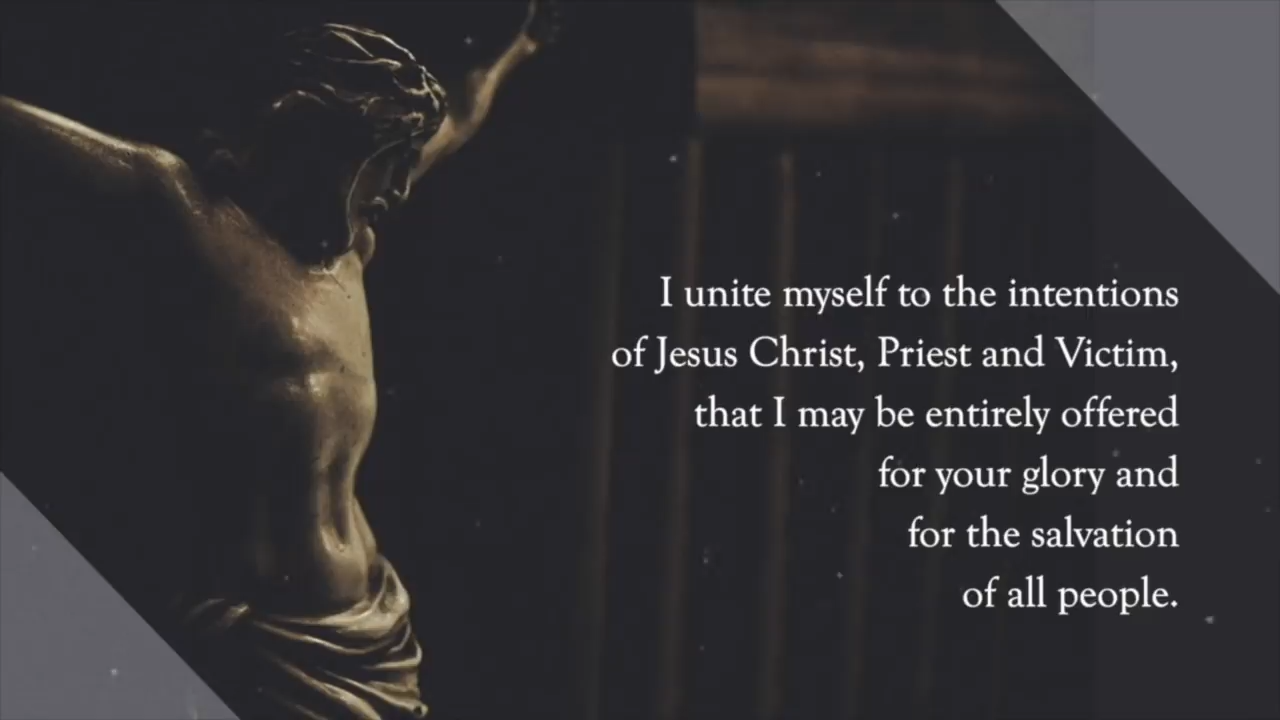 I unite myself to the intentions
of Jesus Christ, Priest and Victim,
that I may be entirely offered
for your glory and
for the salvation
of all people.